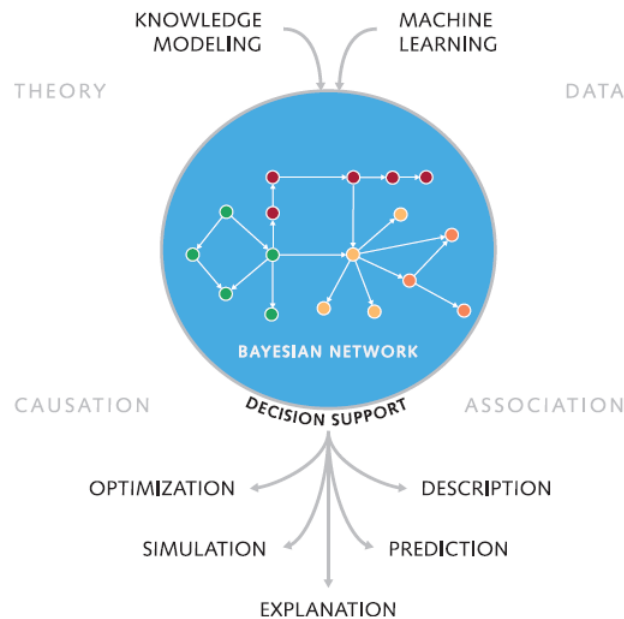 KNOWLEDGE
MODELING
MACHINE
LEARNING
THEORY
DATA
BAYESIAN NETWORK
CAUSATION
DECISION SUPPORT
ASSOCIATION
OPTIMIZATION
DESCRIPTION
SIMULATION
PREDICTION
EXPLANATION